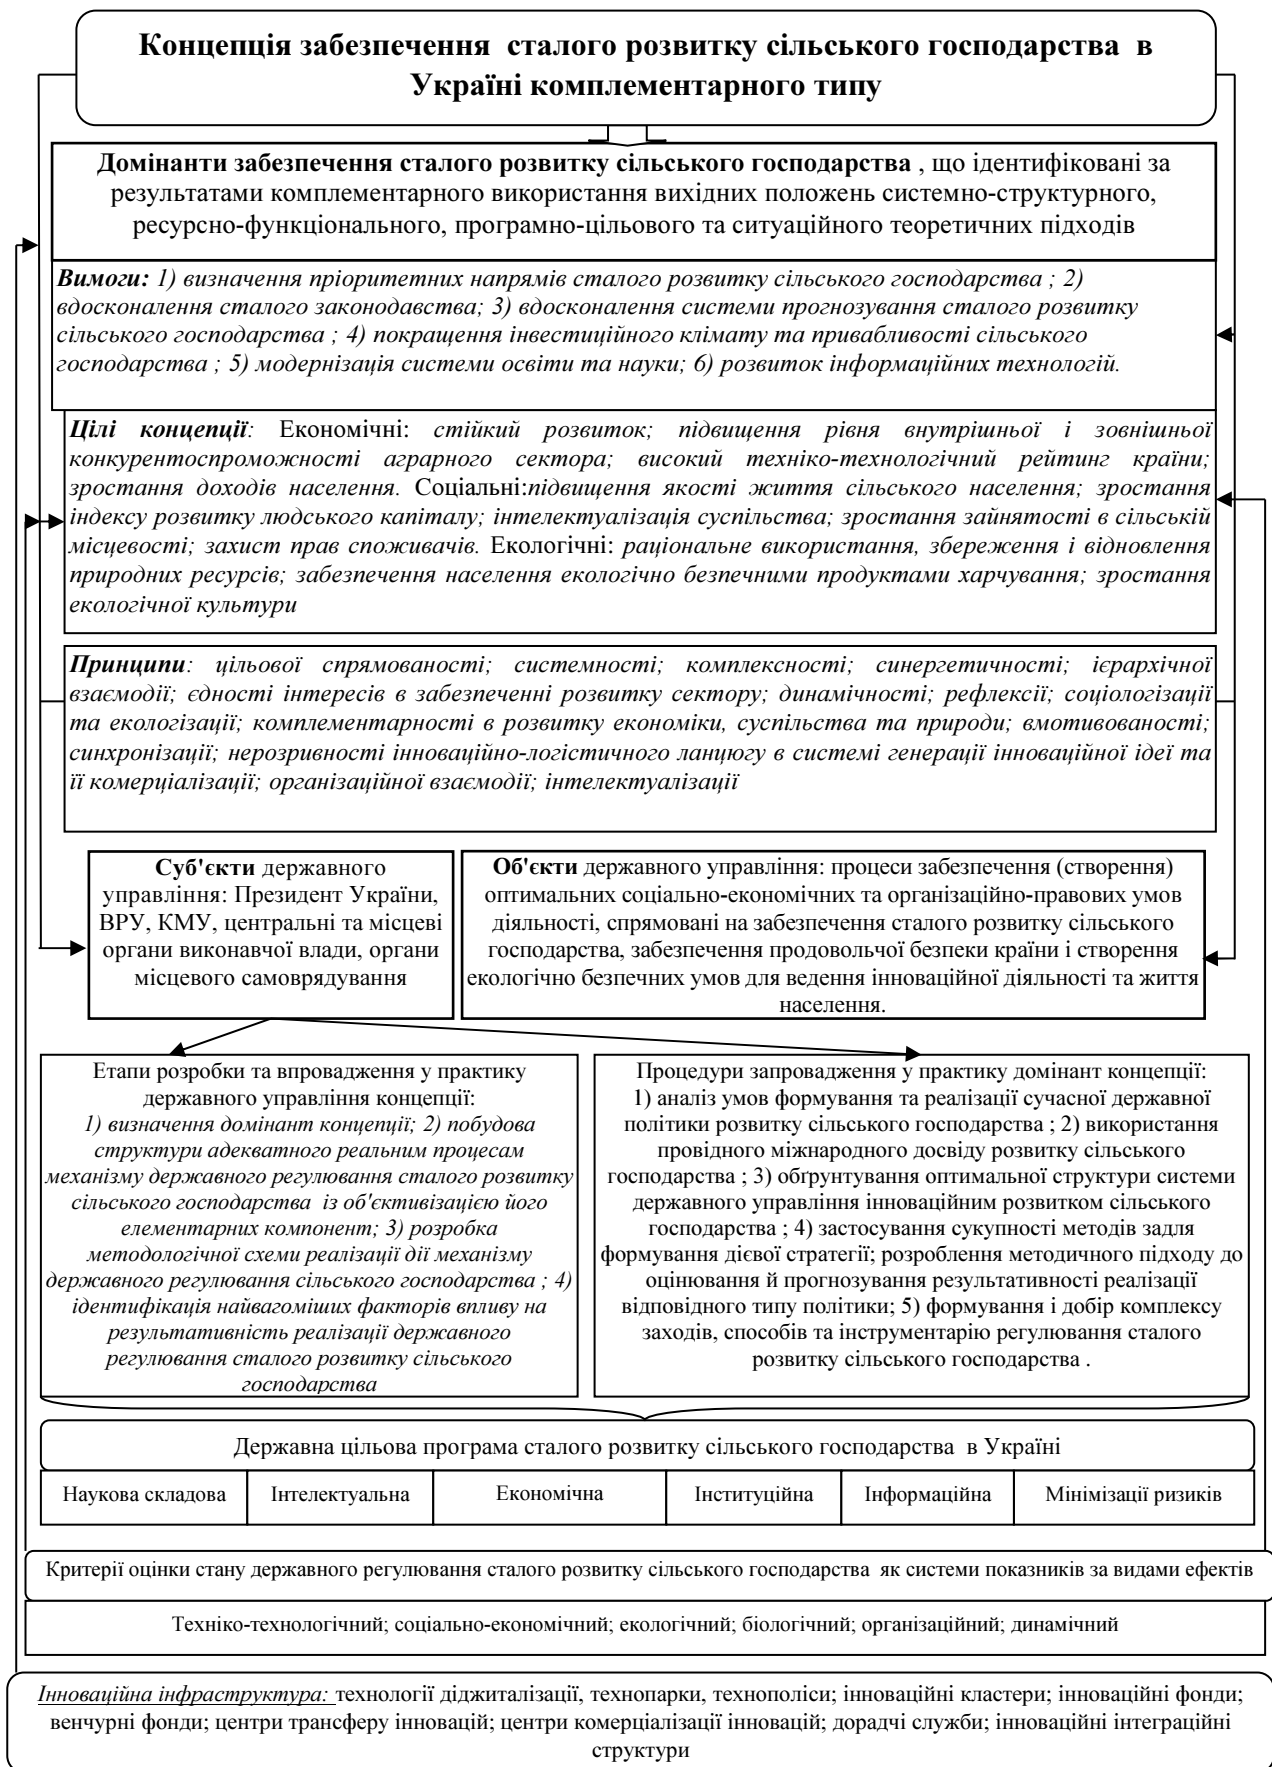 Концепція забезпечення сталого розвитку сільського господарства в
Україні комплементарного типу
Домінанти забезпечення сталого розвитку сільського господарства , що ідентифіковані за
результатами комплементарного використання вихідних положень системно-структурного,
ресурсно-функціонального, програмно-цільового та ситуаційного теоретичних підходів
Вимоги: 1) визначення пріоритетних напрямів сталого розвитку сільського господарства ; 2)
вдосконалення сталого законодавства; 3) вдосконалення системи прогнозування сталого розвитку
сільського господарства ; 4) покращення інвестиційного клімату та привабливості сільського
господарства ; 5) модернізація системи освіти та науки; 6) розвиток інформаційних технологій.
Цілі концепції: Економічні: стійкий розвиток; підвищення рівня внутрішньої і зовнішньої
конкурентоспроможності аграрного сектора; високий техніко-технологічний рейтинг країни;
зростання доходів населення. Соціальні:підвищення якості життя сільського населення; зростання
індексу розвитку людського капіталу; інтелектуалізація суспільства; зростання зайнятості в сільській
місцевості; захист прав споживачів. Екологічні: раціональне використання, збереження і відновлення
природних ресурсів; забезпечення населення екологічно безпечними продуктами харчування; зростання
екологічної культури
Принципи: цільової спрямованості; системності; комплексності; синергетичності; ієрархічної
взаємодії; єдності інтересів в забезпеченні розвитку сектору; динамічності; рефлексії; соціологізації
та екологізації; комплементарності в розвитку економіки, суспільства та природи; вмотивованості;
синхронізації; нерозривності інноваційно-логістичного ланцюгу в системі генерації інноваційної ідеї та
її комерціалізації; організаційної взаємодії; інтелектуалізації
Суб'єкти державного
управління: Президент України,
ВРУ, КМУ, центральні та місцеві
органи виконавчої влади, органи
місцевого самоврядування
Об'єкти державного управління: процеси забезпечення (створення)
оптимальних соціально-економічних та організаційно-правових умов
діяльності, спрямовані на забезпечення сталого розвитку сільського
господарства, забезпечення продовольчої безпеки країни і створення
екологічно безпечних умов для ведення інноваційної діяльності та життя
населення.
Етапи розробки та впровадження у практику
державного управління концепції:
1) визначення домінант концепції; 2) побудова
структури адекватного реальним процесам
механізму державного регулювання сталого розвитку
сільського господарства із об'єктивізацією його
елементарних компонент; 3) розробка
методологічної схеми реалізації дії механізму
державного регулювання сільського господарства ; 4)
ідентифікація найвагоміших факторів впливу на
результативність реалізації державного
регулювання сталого розвитку сільського
господарства
Процедури запровадження у практику домінант концепції:
1) аналіз умов формування та реалізації сучасної державної
політики розвитку сільського господарства ; 2) використання
провідного міжнародного досвіду розвитку сільського
господарства ; 3) обґрунтування оптимальної структури системи
державного управління інноваційним розвитком сільського
господарства ; 4) застосування сукупності методів задля
формування дієвої стратегії; розроблення методичного підходу до
оцінювання й прогнозування результативності реалізації
відповідного типу політики; 5) формування і добір комплексу
заходів, способів та інструментарію регулювання сталого
розвитку сільського господарства .
Державна цільова програма сталого розвитку сільського господарства в Україні
Наукова складова
Інтелектуальна
Економічна
Інституційна
Інформаційна
Мінімізації ризиків
Критерії оцінки стану державного регулювання сталого розвитку сільського господарства як системи показників за видами ефектів
Техніко-технологічний; соціально-економічний; екологічний; біологічний; організаційний; динамічний
Інноваційна інфраструктура: технології діджиталізації, технопарки, технополіси; інноваційні кластери; інноваційні фонди;
венчурні фонди; центри трансферу інновацій; центри комерціалізації інновацій; дорадчі служби; інноваційні інтеграційні
структури